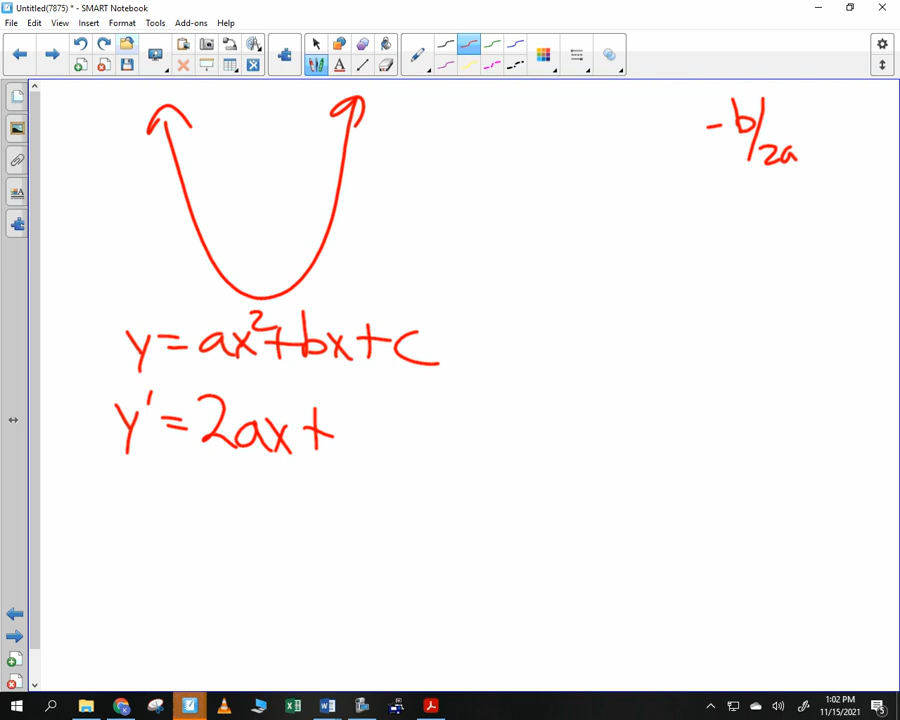 Untitled(7875) * - SMART Notebook
File Edit View Insert Format Tools Add-ons Help
-b/2a
y = ax²+bx+c
y' = 2ax+
1:02 PM
11/15/2021
5